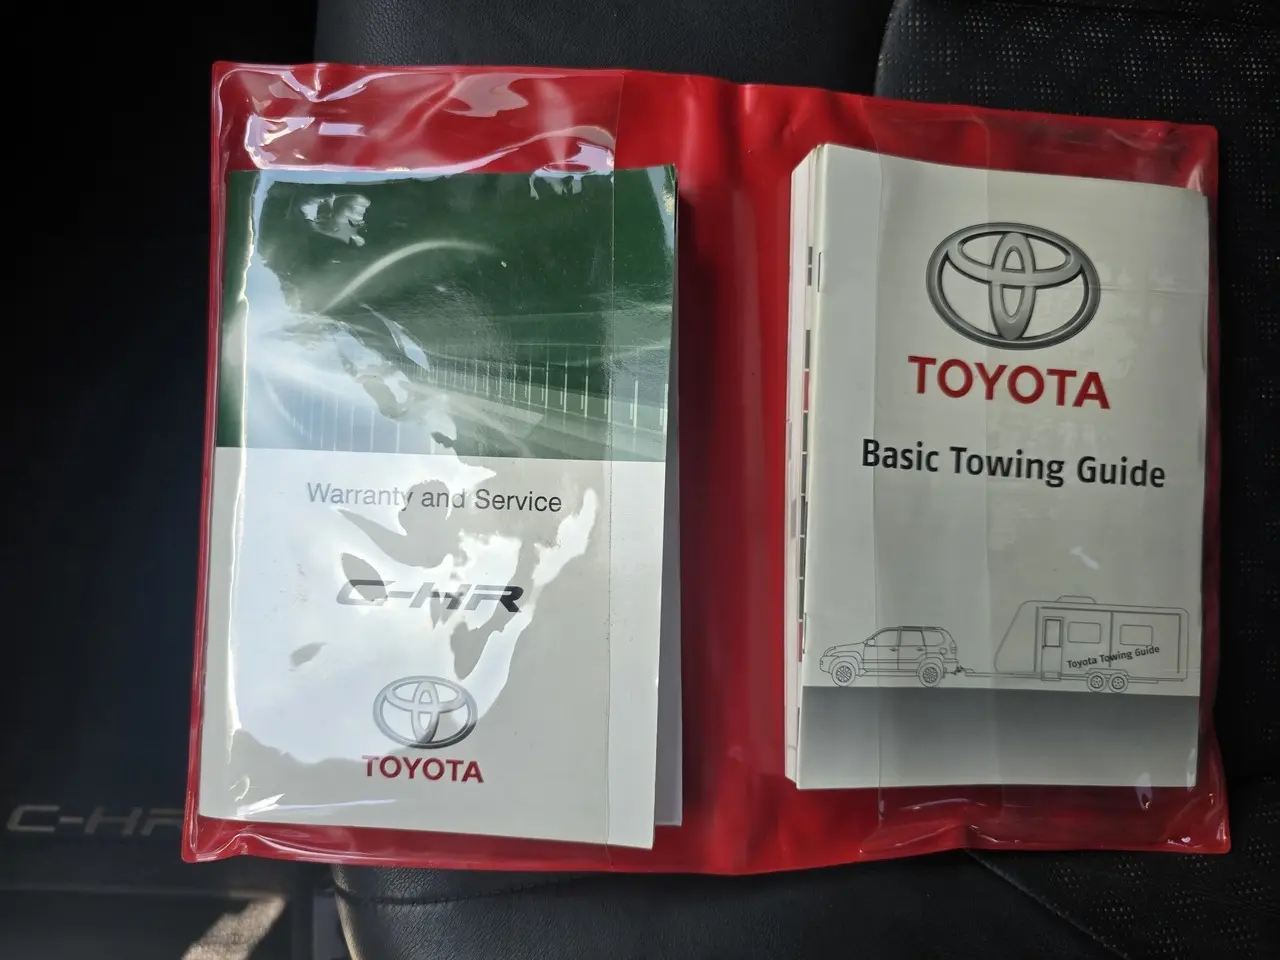 Warranty and Service
C-HR
TOYOTA
TOYOTA
Basic Towing Guide
Toyota Towing Guide
C-HR